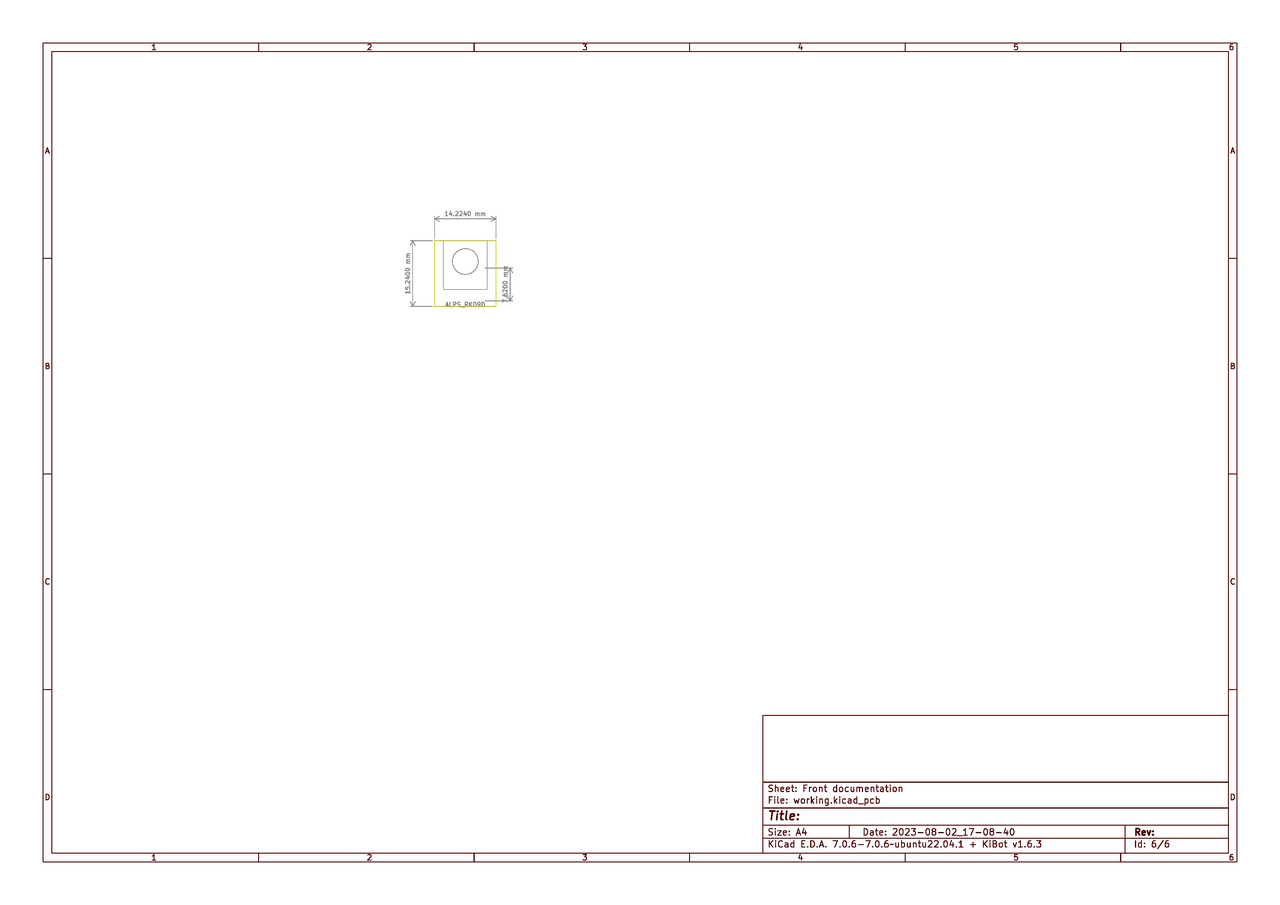 1 2 3 4 5 6
A A
14.2240 mm
15.2400 mm
7.6200 mm
ALPS_RK09D
B B
C C
Sheet: Front documentation
File: working.kicad_pcb
D D
Title:
Size: A4 Date: 2023-08-02_17-08-40 Rev:
KiCad E.D.A. 7.0.6-7.0.6~ubuntu22.04.1 + KiBot v1.6.3 Id: 6/6
1 2 3 4 5 6